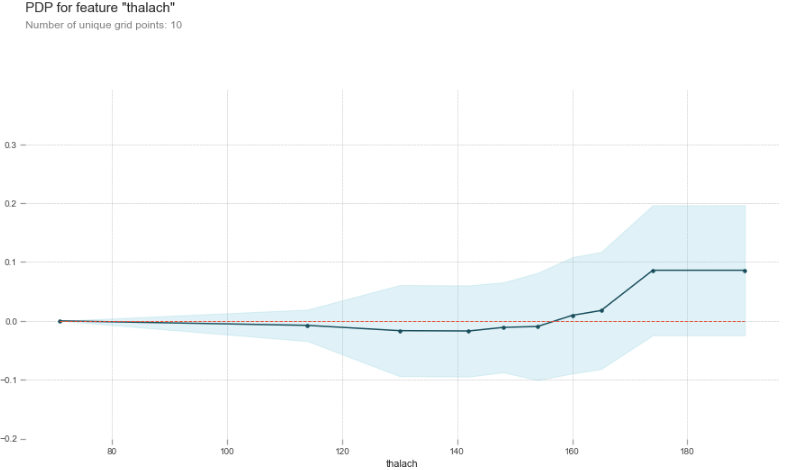 PDP for feature "thalach"
Number of unique grid points: 10
0.3
0.2
0.1
0.0
−0.1
−0.2
80 100 120 140 160 180
thalach